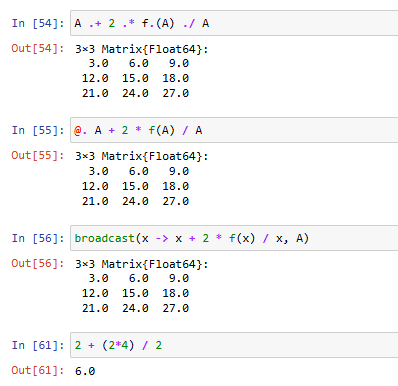 In [54]: A .+ 2 .* f.(A) ./ A
Out[54]: 3×3 Matrix{Float64}:
3.0 6.0 9.0
12.0 15.0 18.0
21.0 24.0 27.0
In [55]: @. A + 2 * f(A) / A
Out[55]: 3×3 Matrix{Float64}:
3.0 6.0 9.0
12.0 15.0 18.0
21.0 24.0 27.0
In [56]: broadcast(x -> x + 2 * f(x) / x, A)
Out[56]: 3×3 Matrix{Float64}:
3.0 6.0 9.0
12.0 15.0 18.0
21.0 24.0 27.0
In [61]: 2 + (2*4) / 2
Out[61]: 6.0